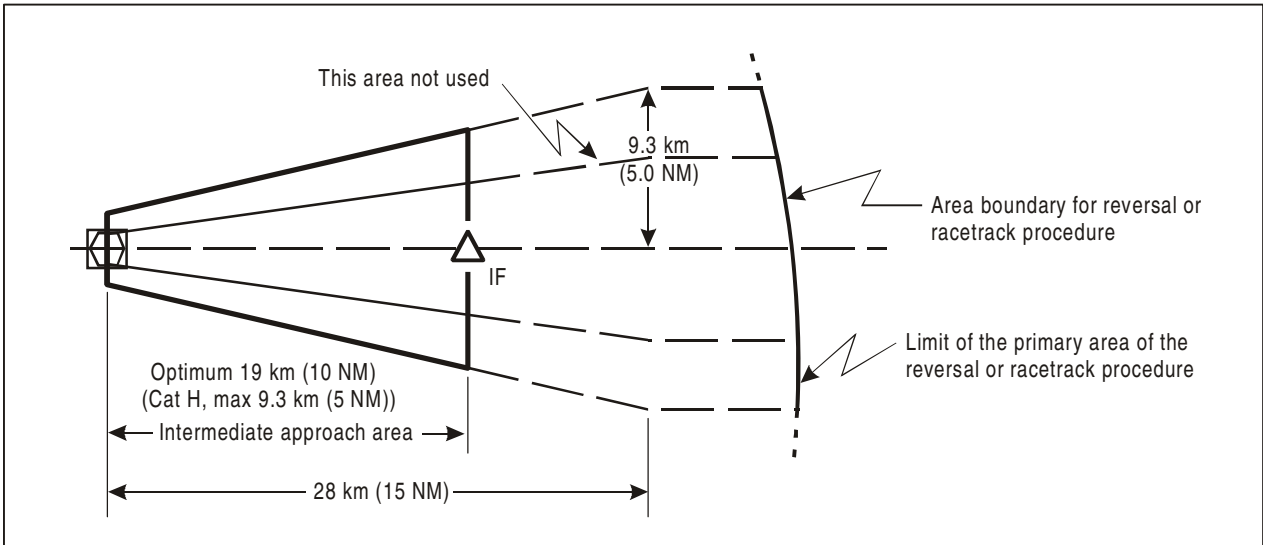 This area not used
9.3 km
(5.0 NM)
Area boundary for reversal or
racetrack procedure
IF
Limit of the primary area of the
reversal or racetrack procedure
Optimum 19 km (10 NM)
(Cat H, max 9.3 km (5 NM))
Intermediate approach area
28 km (15 NM)